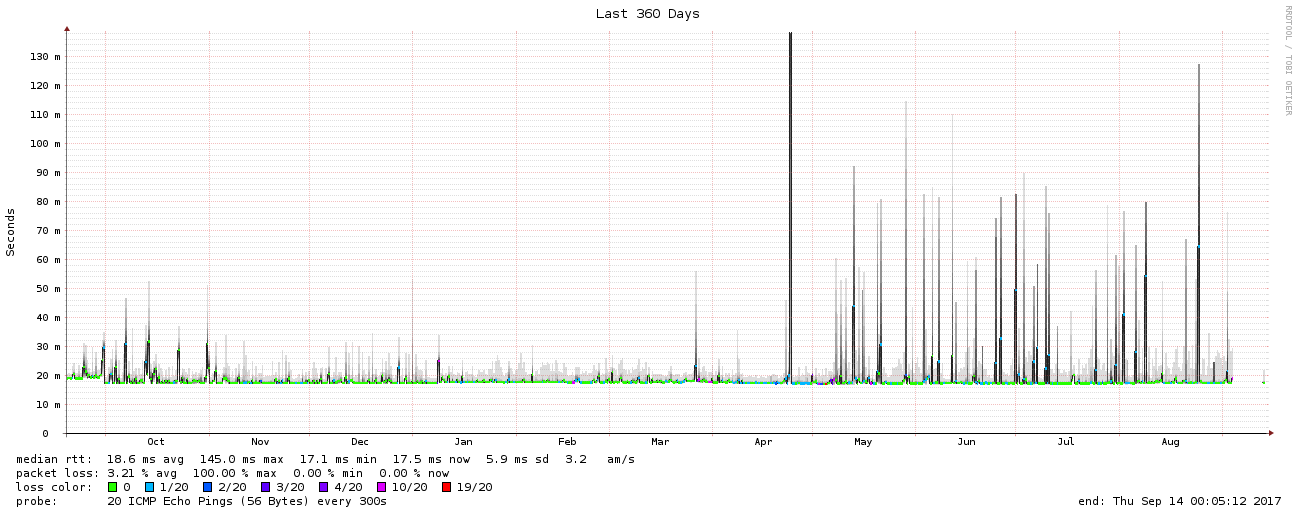 Last 360 Days
RRDTOOL / TOBI OETIKER
Seconds
130 m
120 m
110 m
100 m
90 m
80 m
70 m
60 m
50 m
40 m
30 m
20 m
10 m
0
Oct Nov Dec Jan Feb Mar Apr May Jun Jul Aug
median rtt: 18.6 ms avg 145.0 ms max 17.1 ms min 17.5 ms now 5.9 ms sd 3.2 am/s
packet loss: 3.21 % avg 100.00 % max 0.00 % min 0.00 % now
loss color: 0 1/20 2/20 3/20 4/20 10/20 19/20
probe: 20 ICMP Echo Pings (56 Bytes) every 300s end: Thu Sep 14 00:05:12 2017